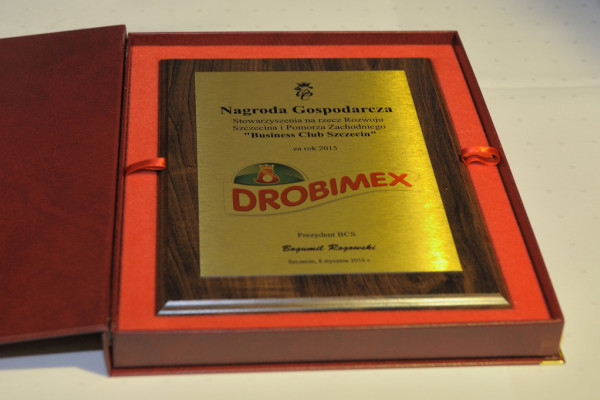 Nagroda Gospodarcza
Stowarzyszenia na rzecz Rozwoju
Szczecina i Pomorza Zachodniego
"Business Club Szczecin"
za rok 2015
DROBIMEX
Prezydent BCS
Bogumił Rogowski
Szczecin, 8 stycznia 2016 r.